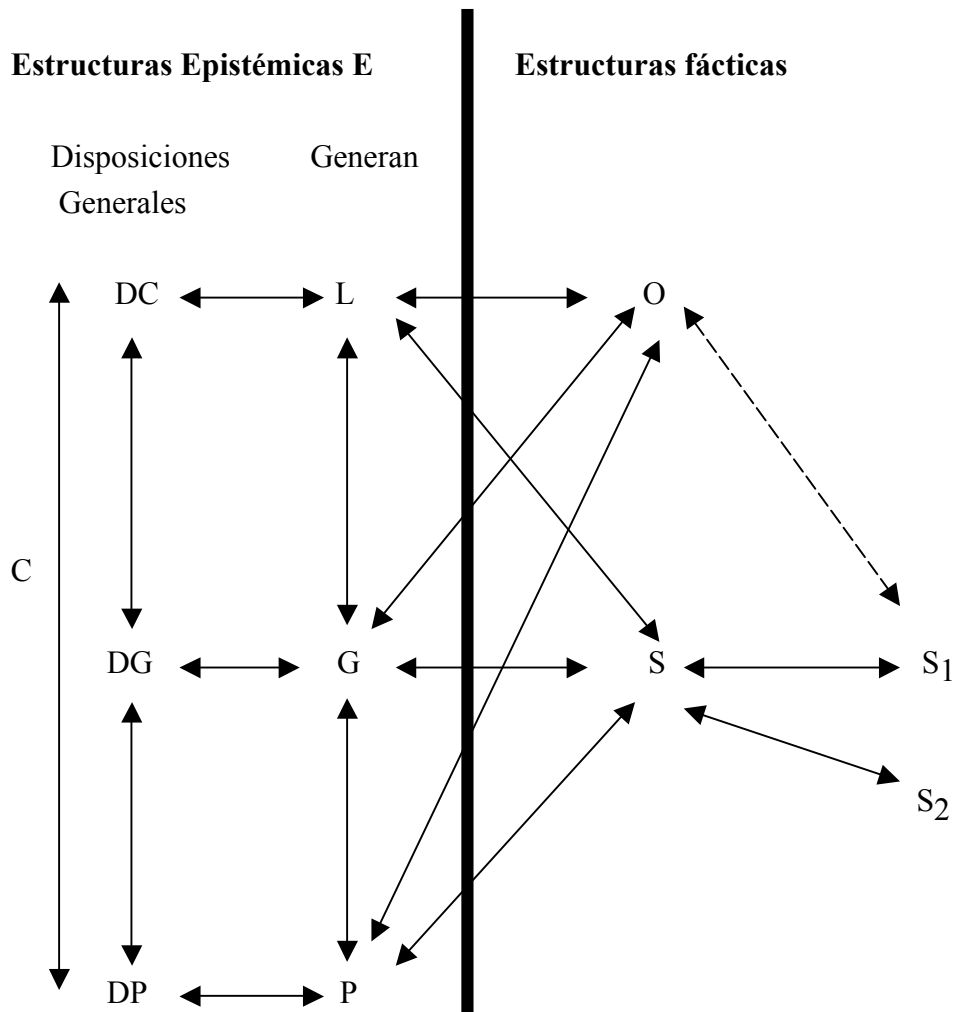 Estructuras Epistémicas E
Estructuras fácticas
Disposiciones
Generales
Generan
DC
L
O
C
DG
G
S
S1
S2
DP
P